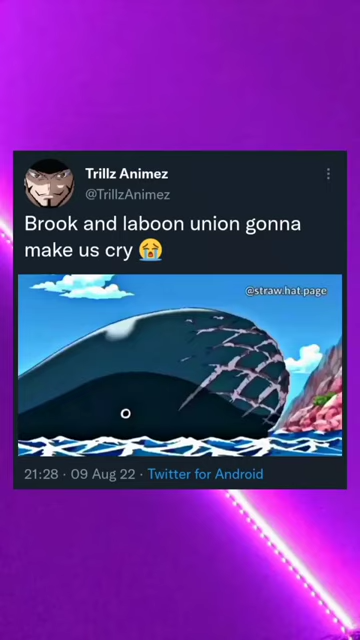 Trillz Animez
@TrillzAnimez
Brook and laboon union gonna
make us cry 😭
@straw.hat.page
21:28 · 09 Aug 22 · Twitter for Android